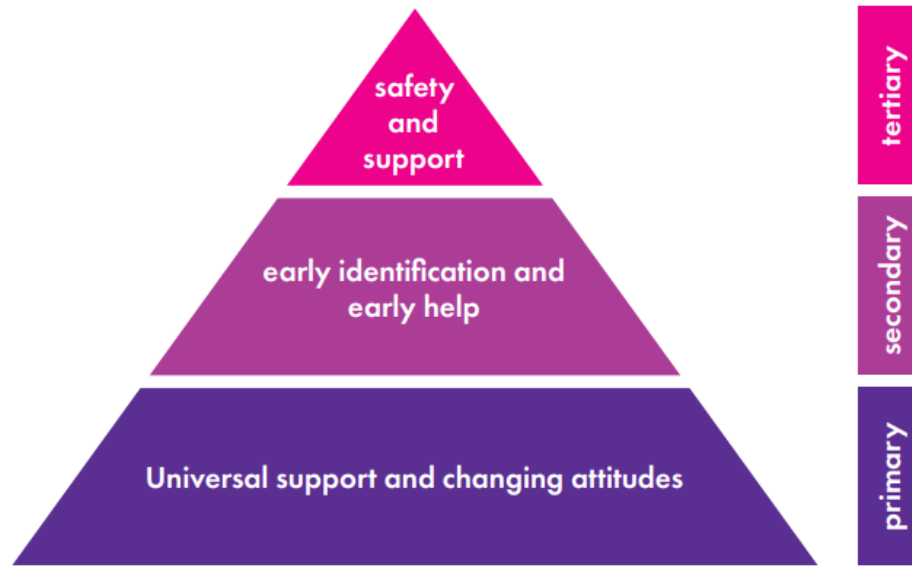 safety
and
support
tertiary
early identification and
early help
secondary
Universal support and changing attitudes
primary